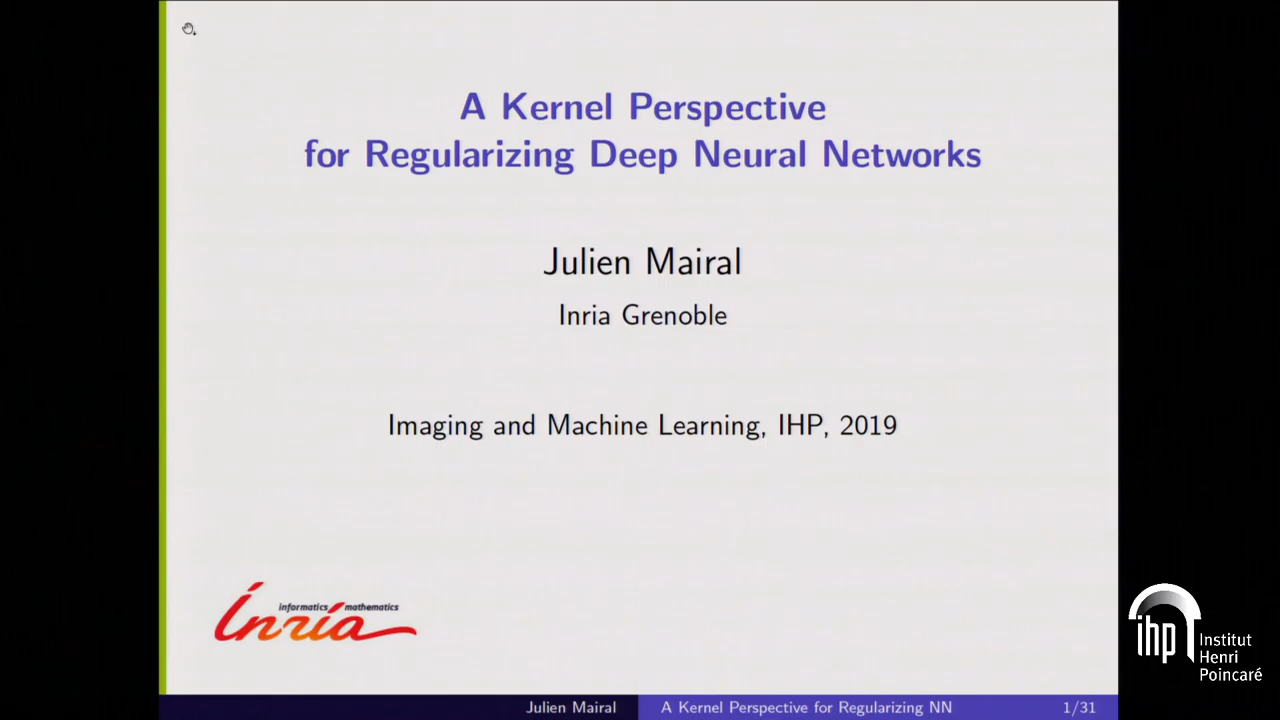 A Kernel Perspective
for Regularizing Deep Neural Networks
Julien Mairal
Inria Grenoble
Imaging and Machine Learning, IHP, 2019
informatics mathematics
Inria
ihp
Institut
Henri
Poincaré
Julien Mairal
A Kernel Perspective for Regularizing NN
1/31